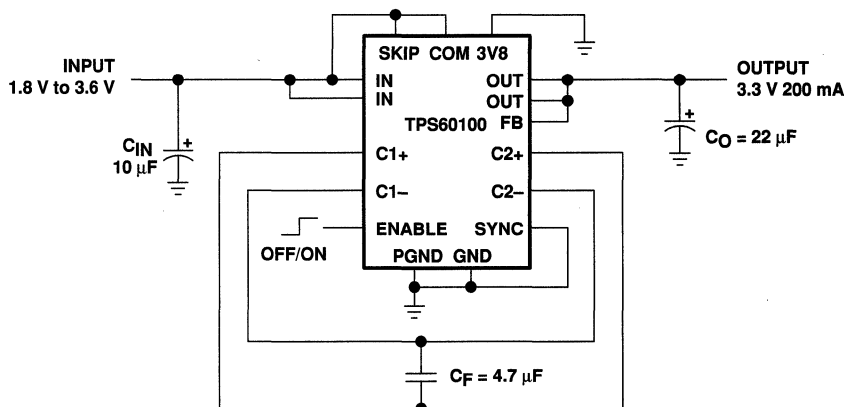 SKIP COM 3V8
INPUT
1.8 V to 3.6 V
IN
IN
OUT
OUT
OUTPUT
3.3 V 200 mA
TPS60100 FB
CIN
10 μF
+
+
CO = 22 μF
C1+
C2+
C1–
C2–
ENABLE
SYNC
OFF/ON
PGND GND
CF = 4.7 μF